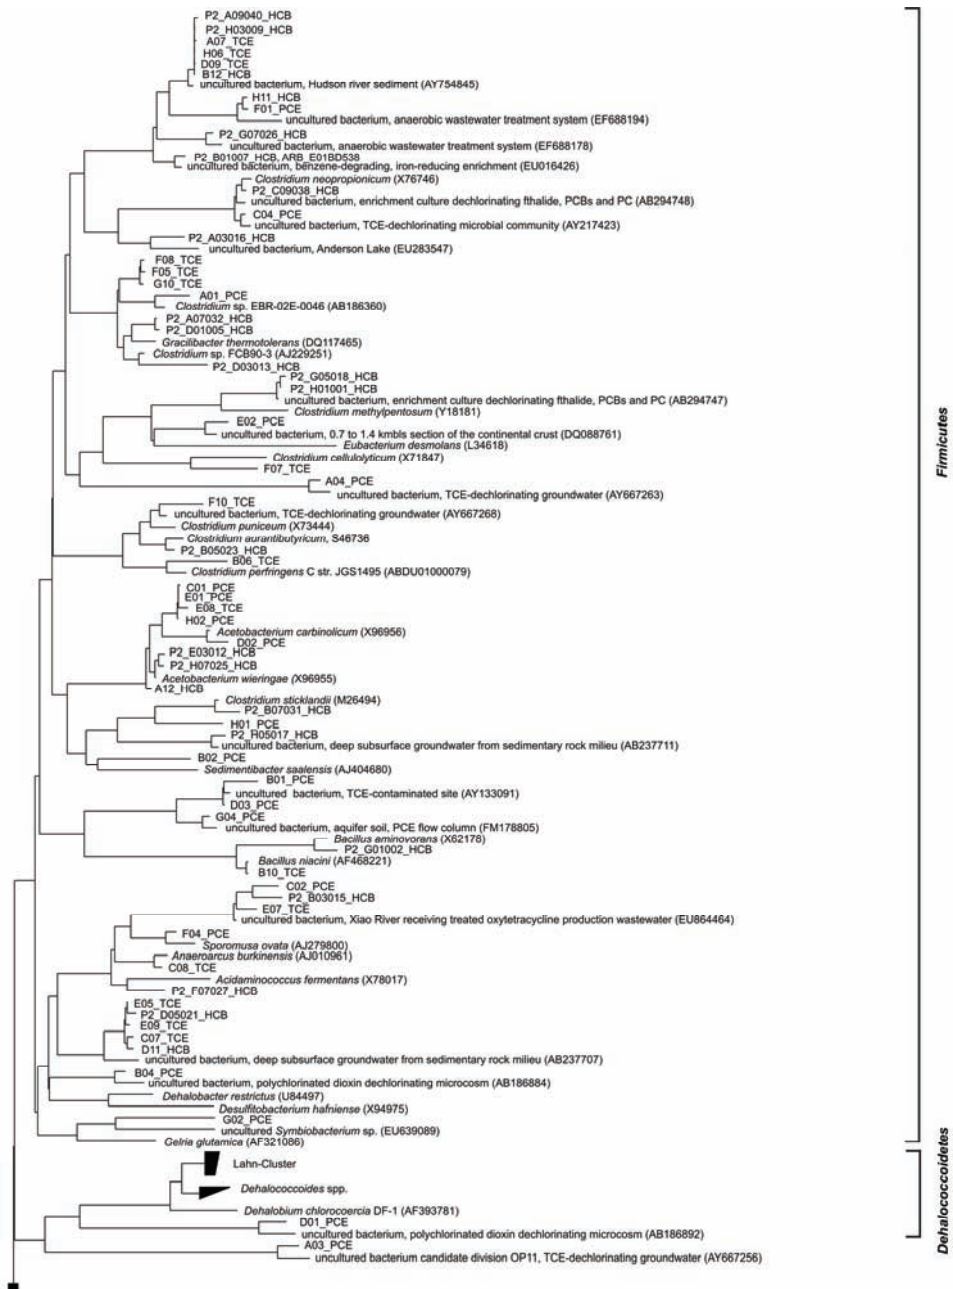 P2_A09040_HCB
P2_H03009_HCB
A07_TCE
H06_TCE
D09_TCE
B12_HCB
uncultured bacterium, Hudson river sediment (AY754845)
H11_HCB
F01_PCE
uncultured bacterium, anaerobic wastewater treatment system (EF688194)
P2_G07026_HCB
uncultured bacterium, anaerobic wastewater treatment system (EF688178)
P2_B01007_HCB, ARB_E01BD538
uncultured bacterium, benzene-degrading, iron-reducing enrichment (EU016426)
Clostridium neopropionicum (X76746)
P2_C09038_HCB
uncultured bacterium, enrichment culture dechlorinating fthalide, PCBs and PC (AB294748)
C04_PCE
uncultured bacterium, TCE-dechlorinating microbial community (AY217423)
P2_A03016_HCB
uncultured bacterium, Anderson Lake (EU283547)
F08_TCE
F05_TCE
G10_TCE
A01_PCE
Clostridium sp. EBR-02E-0046 (AB186360)
P2_A07032_HCB
P2_D01005_HCB
Gracilibacter thermotolerans (DQ117465)
Clostridium sp. FCB90-3 (AJ229251)
P2_D03013_HCB
P2_G05018_HCB
P2_H01001_HCB
uncultured bacterium, enrichment culture dechlorinating fthalide, PCBs and PC (AB294747)
Clostridium methylpentosum (Y18181)
E02_PCE
uncultured bacterium, 0.7 to 1.4 kmbls section of the continental crust (DQ088761)
Eubacterium desmolans (L34618)
Clostridium cellulolyticum (X71847)
F07_TCE
A04_PCE
uncultured bacterium, TCE-dechlorinating groundwater (AY667263)
F10_TCE
uncultured bacterium, TCE-dechlorinating groundwater (AY667268)
Clostridium puniceum (X73444)
Clostridium aurantibutyricum, S46736
P2_B05023_HCB
B06_TCE
Clostridium perfringens C str. JGS1495 (ABDU01000079)
C01_PCE
E01_PCE
E08_TCE
H02_PCE
Acetobacterium carbinolicum (X96956)
D02_PCE
P2_E03012_HCB
P2_H07025_HCB
Acetobacterium wieringae (X96955)
A12_HCB
Clostridium sticklandii (M26494)
P2_B07031_HCB
H01_PCE
P2_H05017_HCB
uncultured bacterium, deep subsurface groundwater from sedimentary rock milieu (AB237711)
B02_PCE
Sedimentibacter saalensis (AJ404680)
B01_PCE
uncultured bacterium, TCE-contaminated site (AY133091)
D03_PCE
G04_PCE
uncultured bacterium, aquifer soil, PCE flow column (FM178805)
Bacillus aminovorans (X62178)
P2_G01002_HCB
Bacillus niacini (AF468221)
B10_TCE
C02_PCE
P2_B03015_HCB
E07_TCE
uncultured bacterium, Xiao River receiving treated oxytetracycline production wastewater (EU864464)
F04_PCE
Sporomusa ovata (AJ279800)
Anaeroarcus burkinensis (AJ010961)
C08_TCE
Acidaminococcus fermentans (X78017)
P2_F07027_HCB
E05_TCE
P2_D05021_HCB
E09_TCE
C07_TCE
D11_HCB
uncultured bacterium, deep subsurface groundwater from sedimentary rock milieu (AB237707)
B04_PCE
uncultured bacterium, polychlorinated dioxin dechlorinating microcosm (AB186884)
Dehalobacter restrictus (U84497)
Desulfitobacterium hafniense (X94975)
G02_PCE
uncultured Symbiobacterium sp. (EU639089)
Gelria glutamica (AF321086)
Lahn-Cluster
Dehalococcoides spp.
Dehalobium chlorocoercia DF-1 (AF393781)
D01_PCE
uncultured bacterium, polychlorinated dioxin dechlorinating microcosm (AB186892)
A03_PCE
uncultured bacterium candidate division OP11, TCE-dechlorinating groundwater (AY667256)
Firmicutes
Dehalococcoidetes